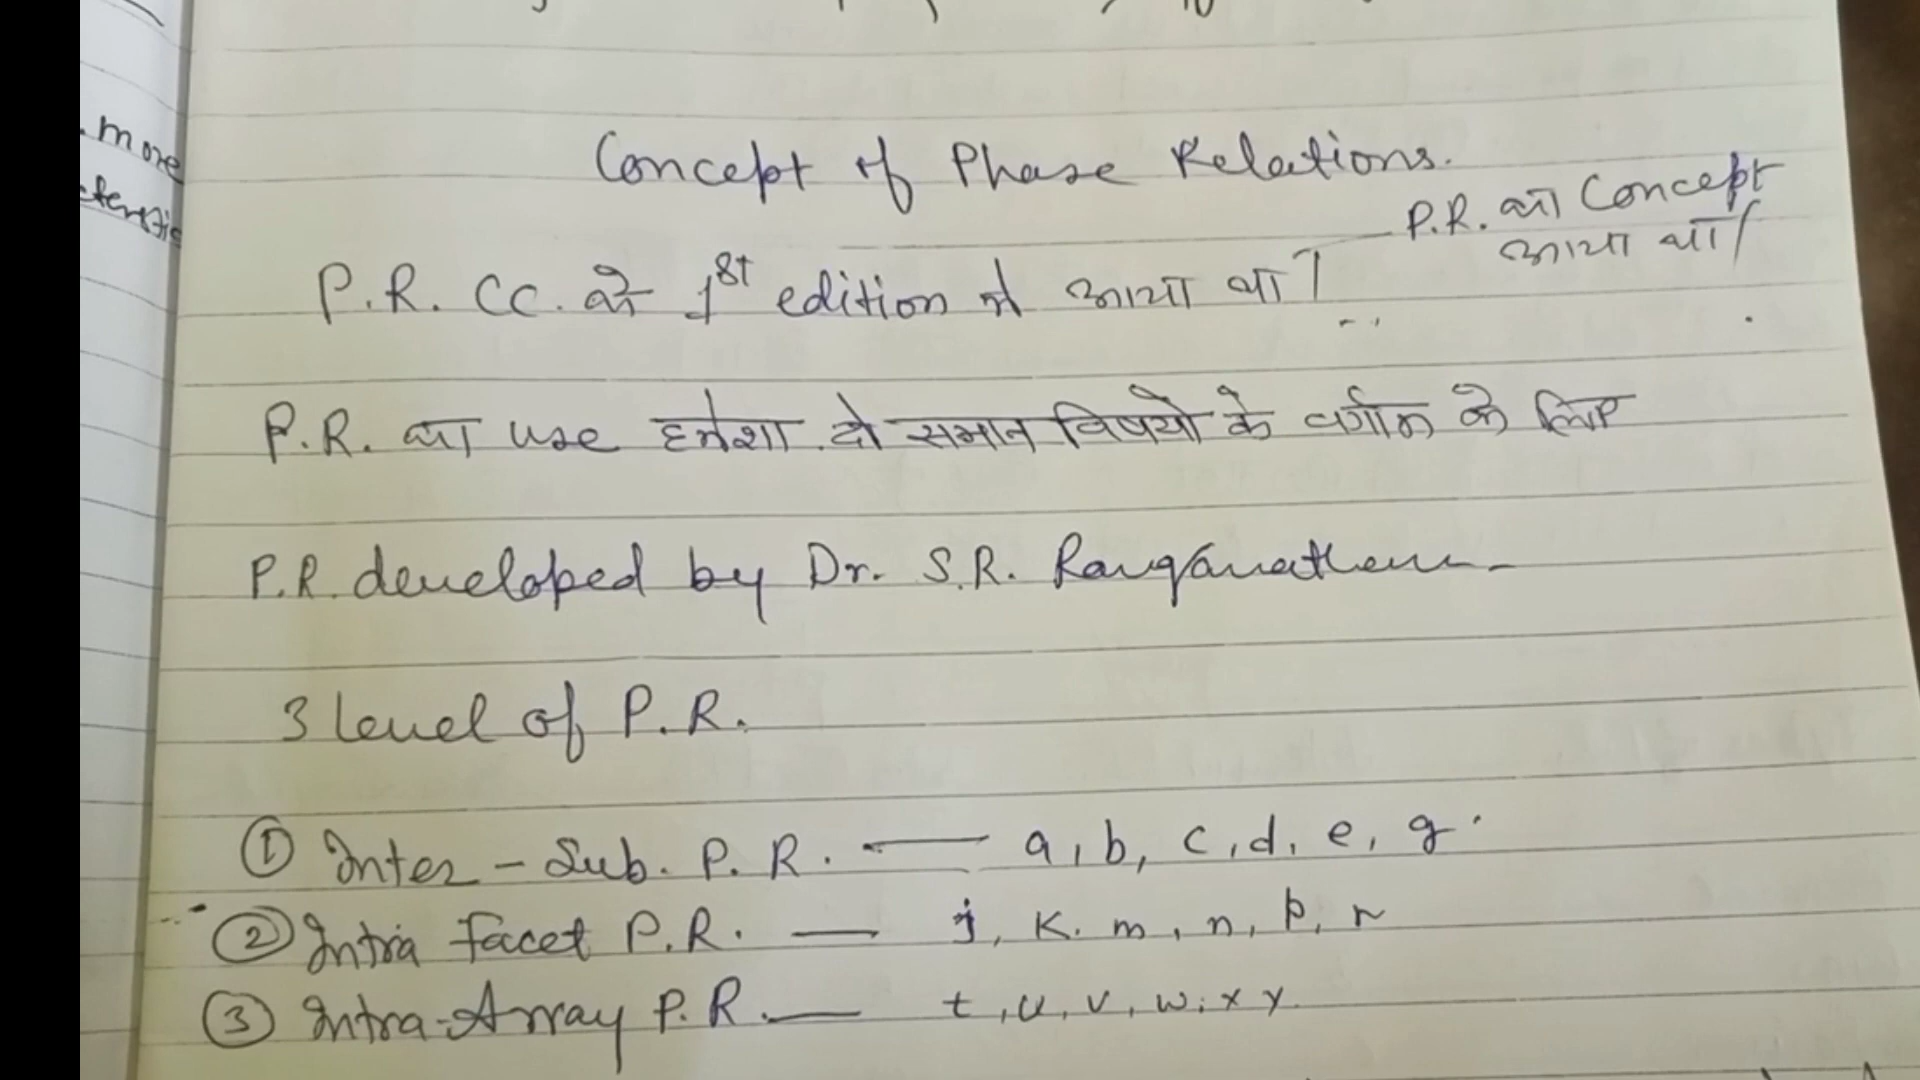 more
Concept of Phase Relations.
P.R. का Concept
आया था।
P.R. CC. के 1st edition में आया था।
P.R. का use हमेशा दो समान विषयो के वर्गीत के लिए
P.R. developed by Dr. S.R. Ranganathan
3 level of P.R.
① Inter-Sub. P.R. — a, b, c, d, e, g.
② Intra Facet P.R. — j, K. m, n, p, r
③ Intra-Array P.R. — t, u, v, w, x y